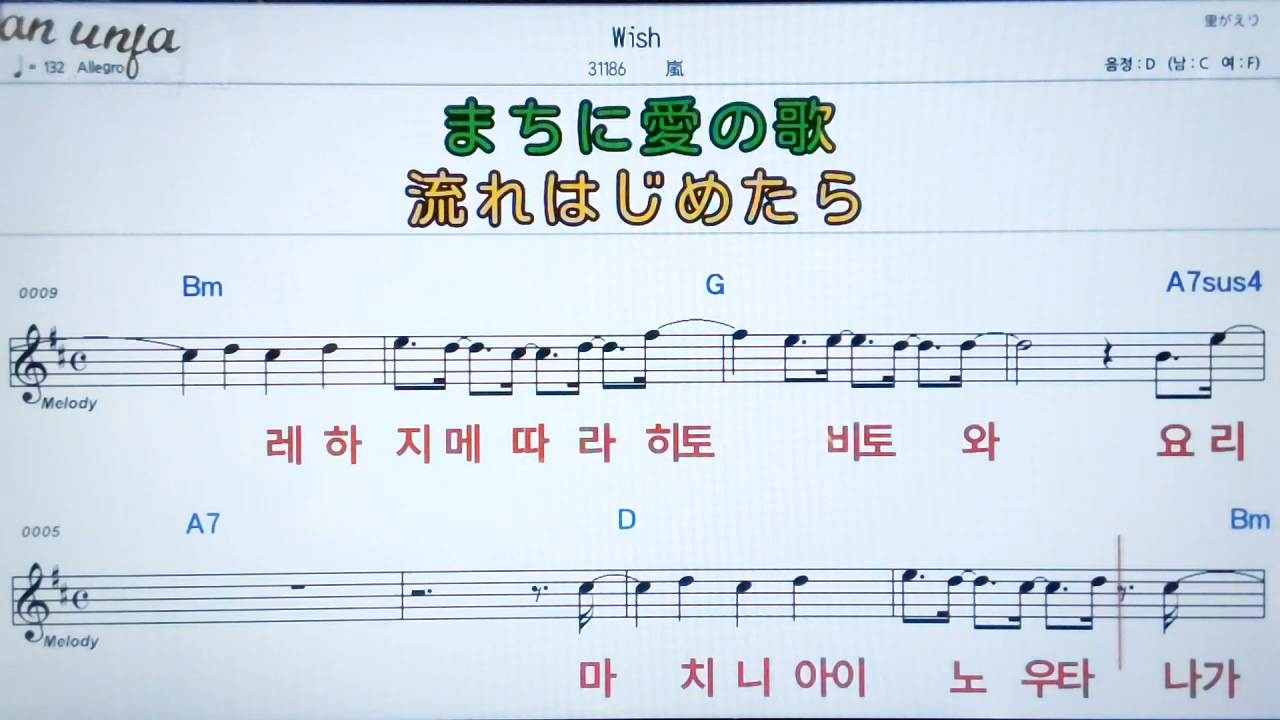 an unfa
Wish
里がえり
♩= 132 Allegro
31186 嵐
음정 : D (남 : C 여 : F)
まちに愛の歌
流れはじめたら
0009 Bm G A7sus4
Melody
레 하 지 메 따 라 히토 비토 와 요 리
0005 A7 D Bm
Melody
마 치 니 아이 노 우타 나가